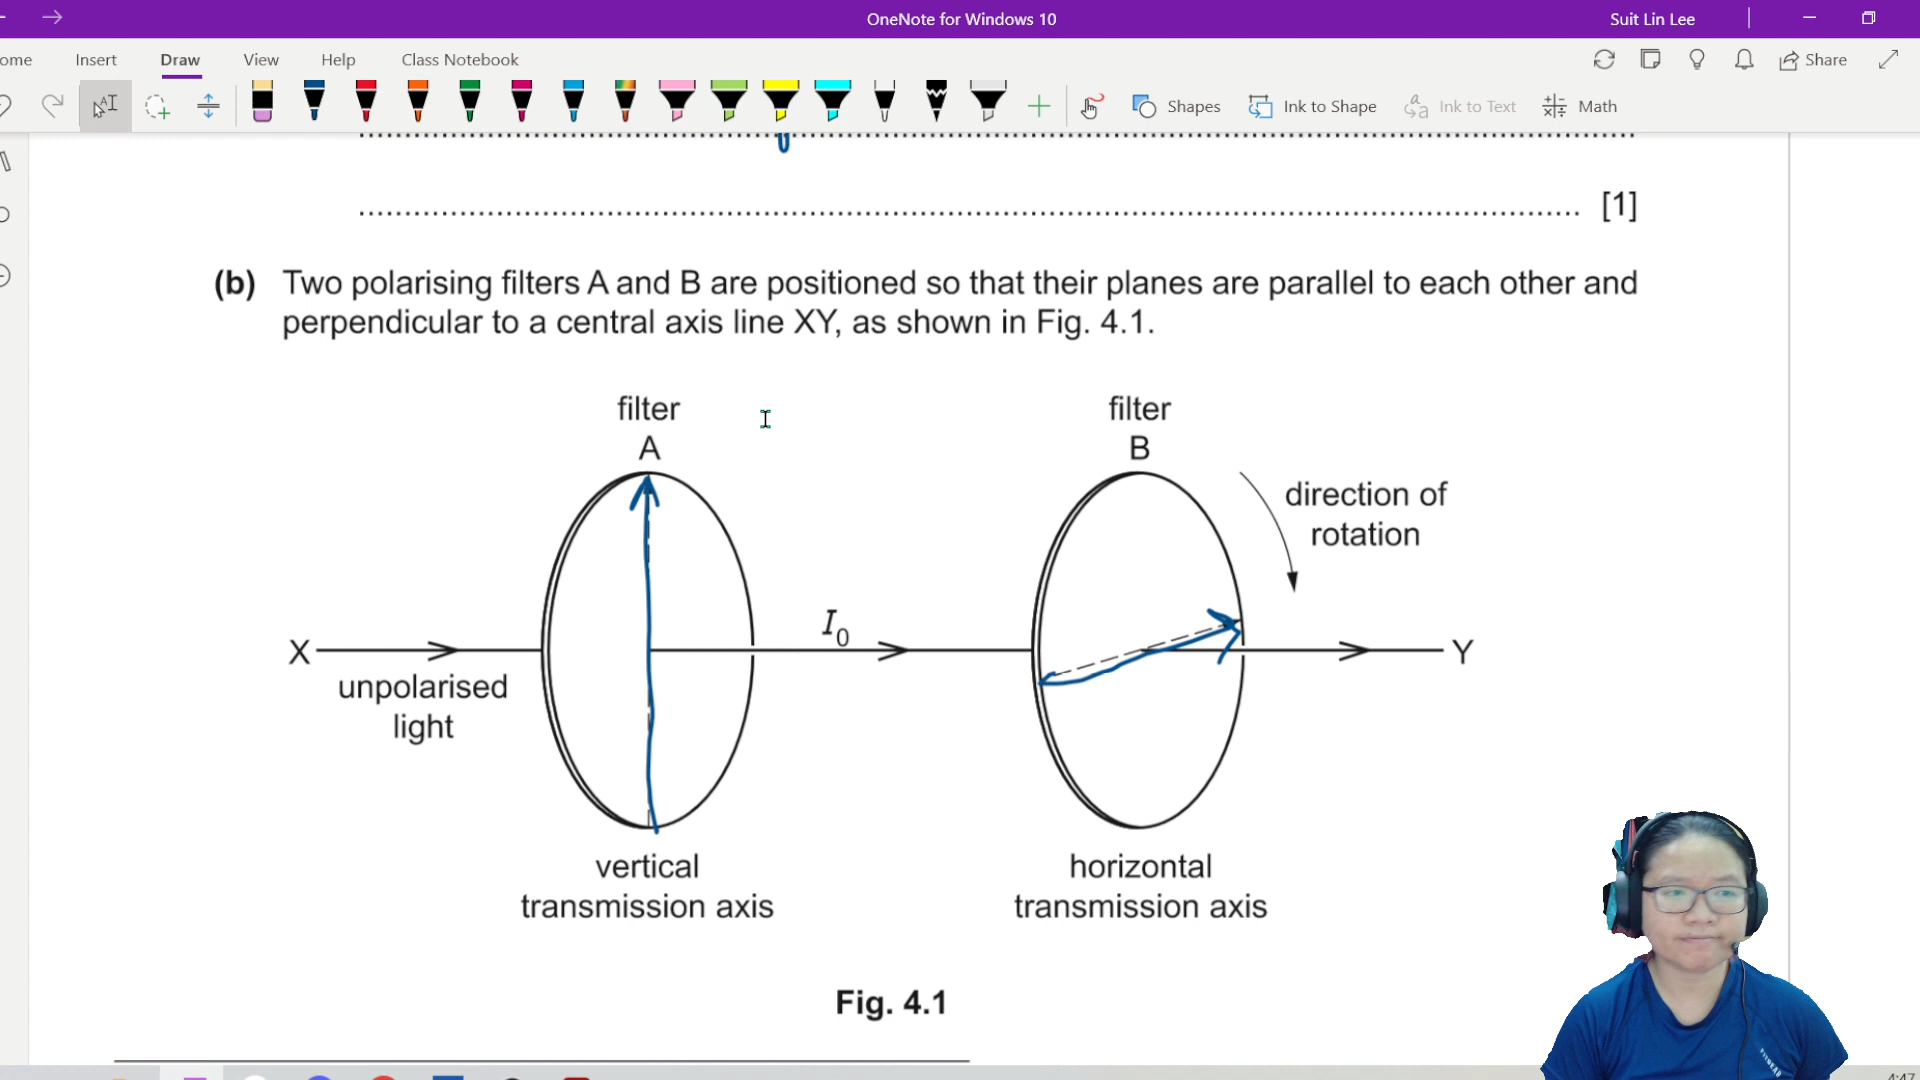 OneNote for Windows 10
Suit Lin Lee
ome Insert Draw View Help Class Notebook Share
Shapes Ink to Shape Ink to Text Math
[1]
(b) Two polarising filters A and B are positioned so that their planes are parallel to each other and
perpendicular to a central axis line XY, as shown in Fig. 4.1.
filter
A
filter
B
direction of
rotation
I0
X
Y
unpolarised
light
vertical
transmission axis
horizontal
transmission axis
Fig. 4.1